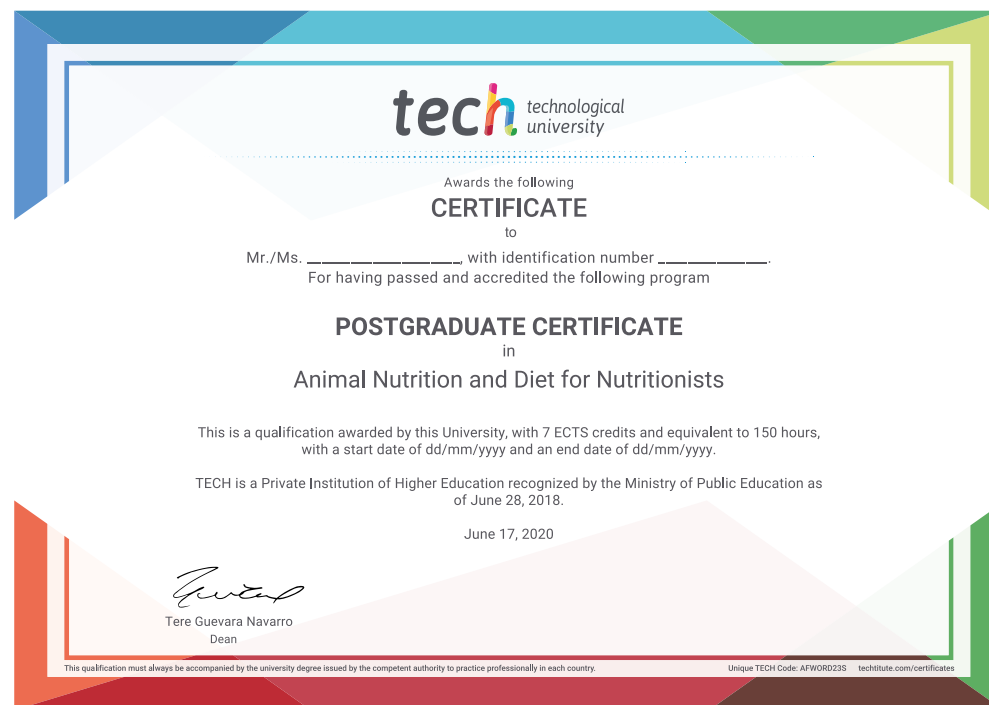 tech technological
university
Awards the following
CERTIFICATE
to
Mr./Ms. ____________________, with identification number ______________.
For having passed and accredited the following program
POSTGRADUATE CERTIFICATE
in
Animal Nutrition and Diet for Nutritionists
This is a qualification awarded by this University, with 7 ECTS credits and equivalent to 150 hours,
with a start date of dd/mm/yyyy and an end date of dd/mm/yyyy.
TECH is a Private Institution of Higher Education recognized by the Ministry of Public Education as
of June 28, 2018.
June 17, 2020
Tere Guevara Navarro
Dean
This qualification must always be accompanied by the university degree issued by the competent authority to practice professionally in each country.
Unique TECH Code: AFWORD23S techtitute.com/certificates